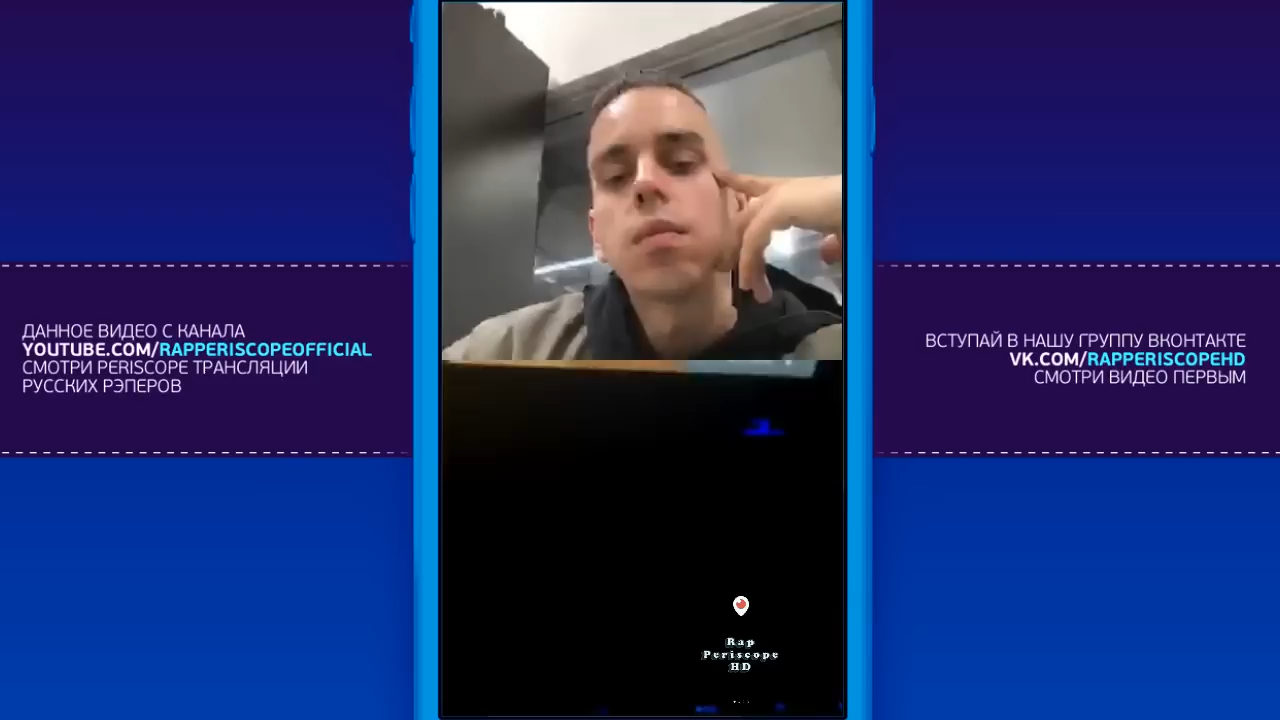 ДАННОЕ ВИДЕО С КАНАЛА
YOUTUBE.COM/RAPPERISCOPEOFFICIAL
СМОТРИ PERISCOPE ТРАНСЛЯЦИИ
РУССКИХ РЭПЕРОВ
ВСТУПАЙ В НАШУ ГРУППУ ВКОНТАКТЕ
VK.COM/RAPPERISCOPEHD
СМОТРИ ВИДЕО ПЕРВЫМ
Rap
Periscope
HD